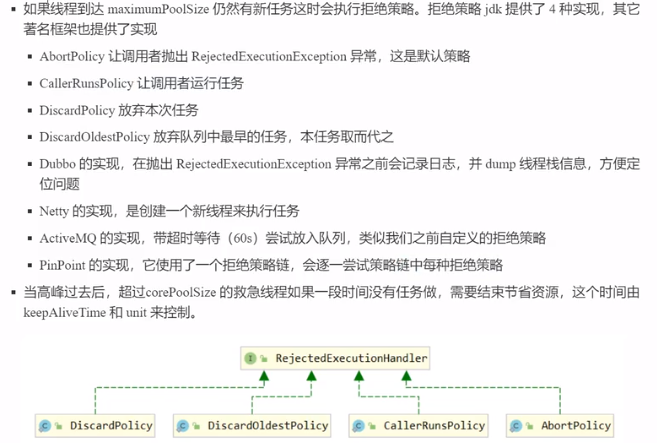 如果线程到达 maximumPoolSize 仍然有新任务这时会执行拒绝策略。拒绝策略 jdk 提供了 4 种实现，其它
著名框架也提供了实现
AbortPolicy 让调用者抛出 RejectedExecutionException 异常，这是默认策略
CallerRunsPolicy 让调用者运行任务
DiscardPolicy 放弃本次任务
DiscardOldestPolicy 放弃队列中最早的任务，本任务取而代之
Dubbo 的实现，在抛出 RejectedExecutionException 异常之前会记录日志，并 dump 线程栈信息，方便定
位问题
Netty 的实现，是创建一个新线程来执行任务
ActiveMQ 的实现，带超时等待（60s）尝试放入队列，类似我们之前自定义的拒绝策略
PinPoint 的实现，它使用了一个拒绝策略链，会逐一尝试策略链中每种拒绝策略
当高峰过去后，超过corePoolSize 的救急线程如果一段时间没有任务做，需要结束节省资源，这个时间由
keepAliveTime 和 unit 来控制。
I RejectedExecutionHandler
C DiscardPolicy C DiscardOldestPolicy C CallerRunsPolicy C AbortPolicy